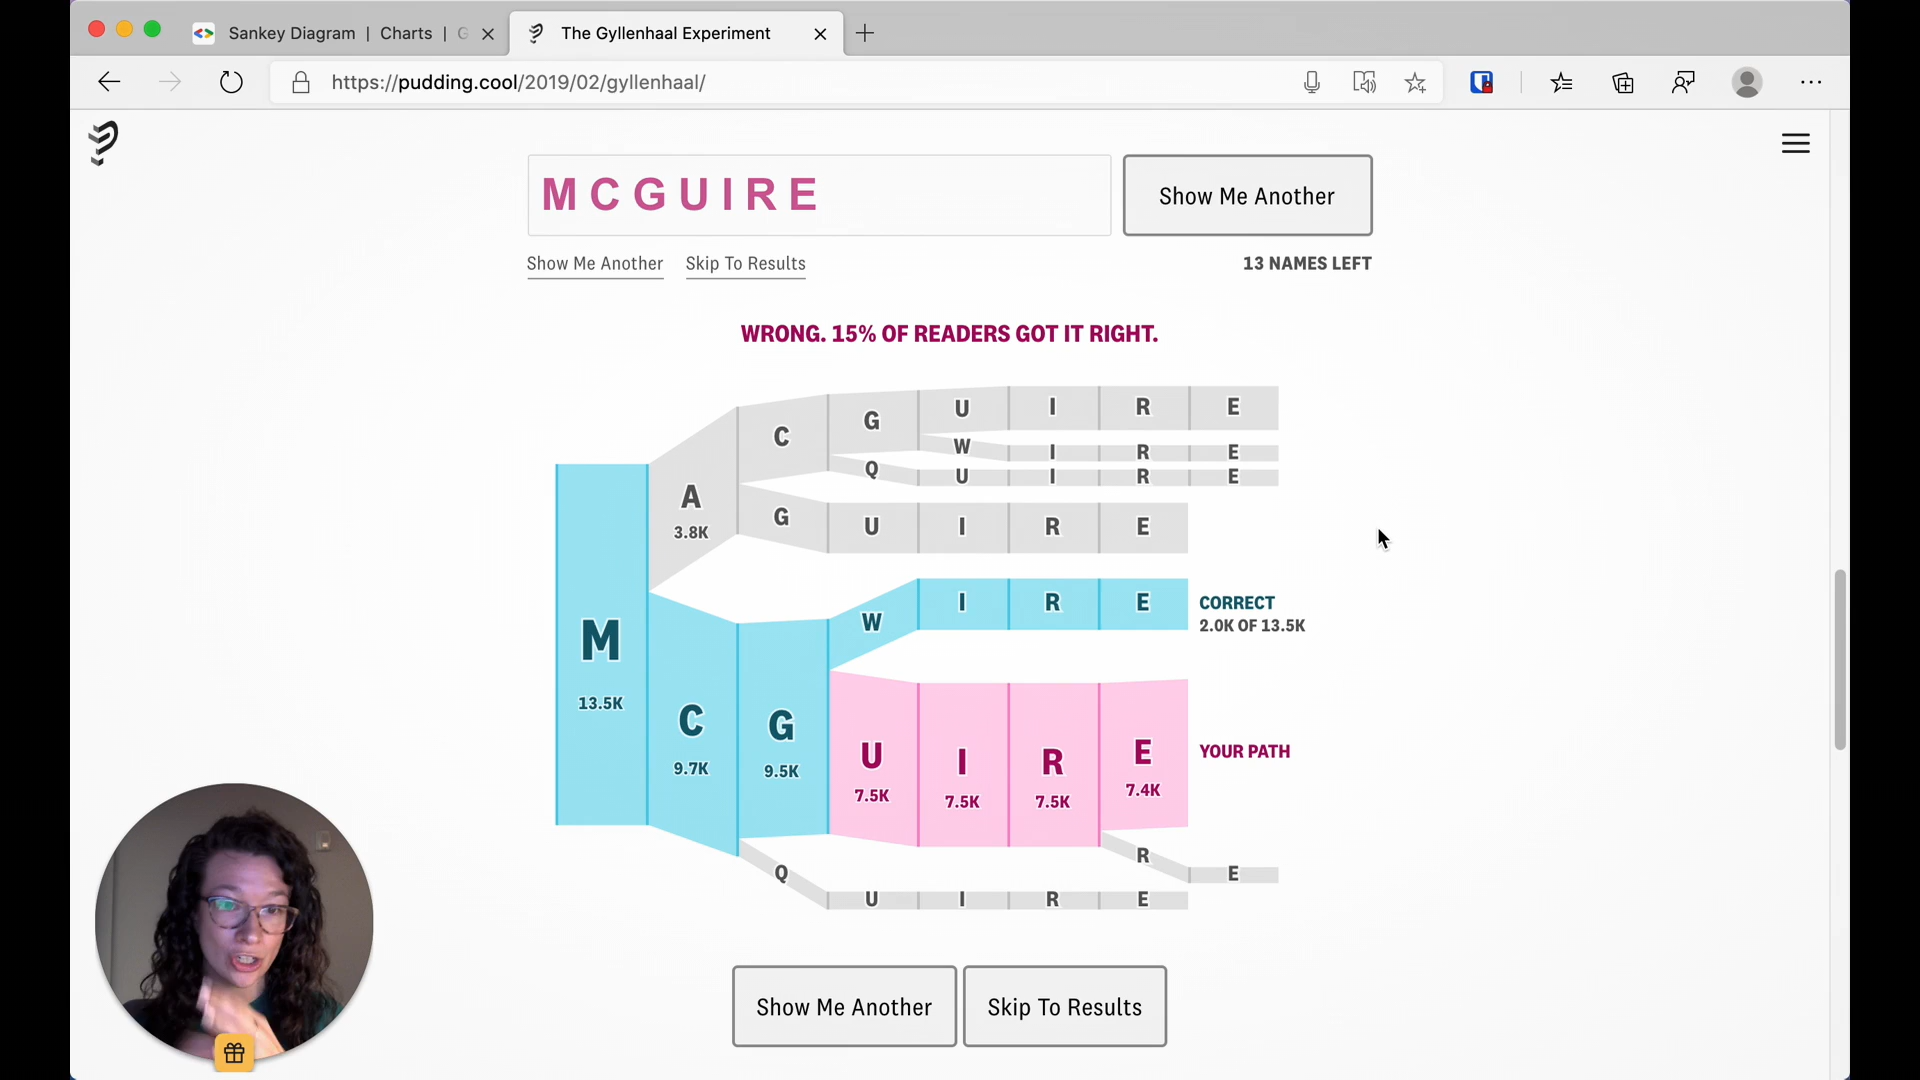 Sankey Diagram | Charts | G
The Gyllenhaal Experiment
https://pudding.cool/2019/02/gyllenhaal/
MCGUIRE
Show Me Another
Show Me Another Skip To Results
13 NAMES LEFT
WRONG. 15% OF READERS GOT IT RIGHT.
C G U I R E
W I R E
Q U I R E
A
3.8K
G U I R E
W I R E
CORRECT
2.0K OF 13.5K
M
13.5K
C
9.7K
G
9.5K
U
7.5K
I
7.5K
R
7.5K
E
7.4K
YOUR PATH
R E
Q U I R E
Show Me Another
Skip To Results